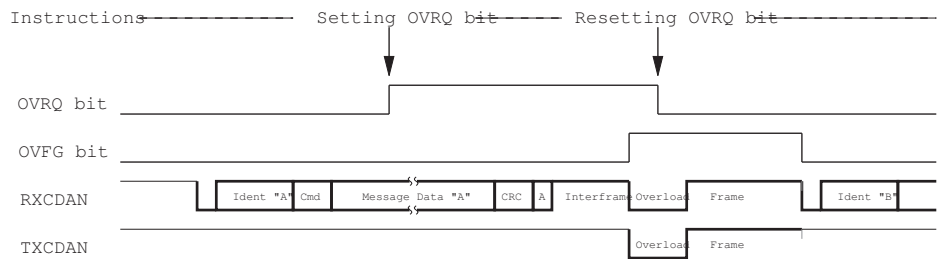 Instructions Setting OVRQ bit Resetting OVRQ bit
OVRQ bit
OVFG bit
RXCDAN Ident "A" Cmd Message Data "A" CRC A Interframe Overload Frame Ident "B"
TXCDAN Overload Frame